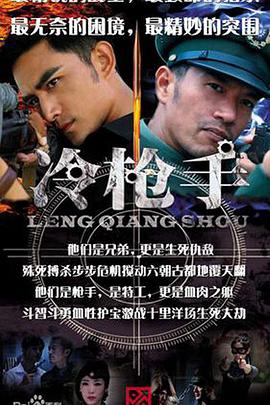 最无奈的困境，最精妙的突围
冷枪手
LENG QIANG SHOU
他们是兄弟，更是生死仇敌
殊死搏杀步步危机搅动六朝古都地覆天翻
他们是枪手，是特工，更是血肉之躯
斗智斗勇血性护宝激战十里洋场生死大劫
Bai 百科